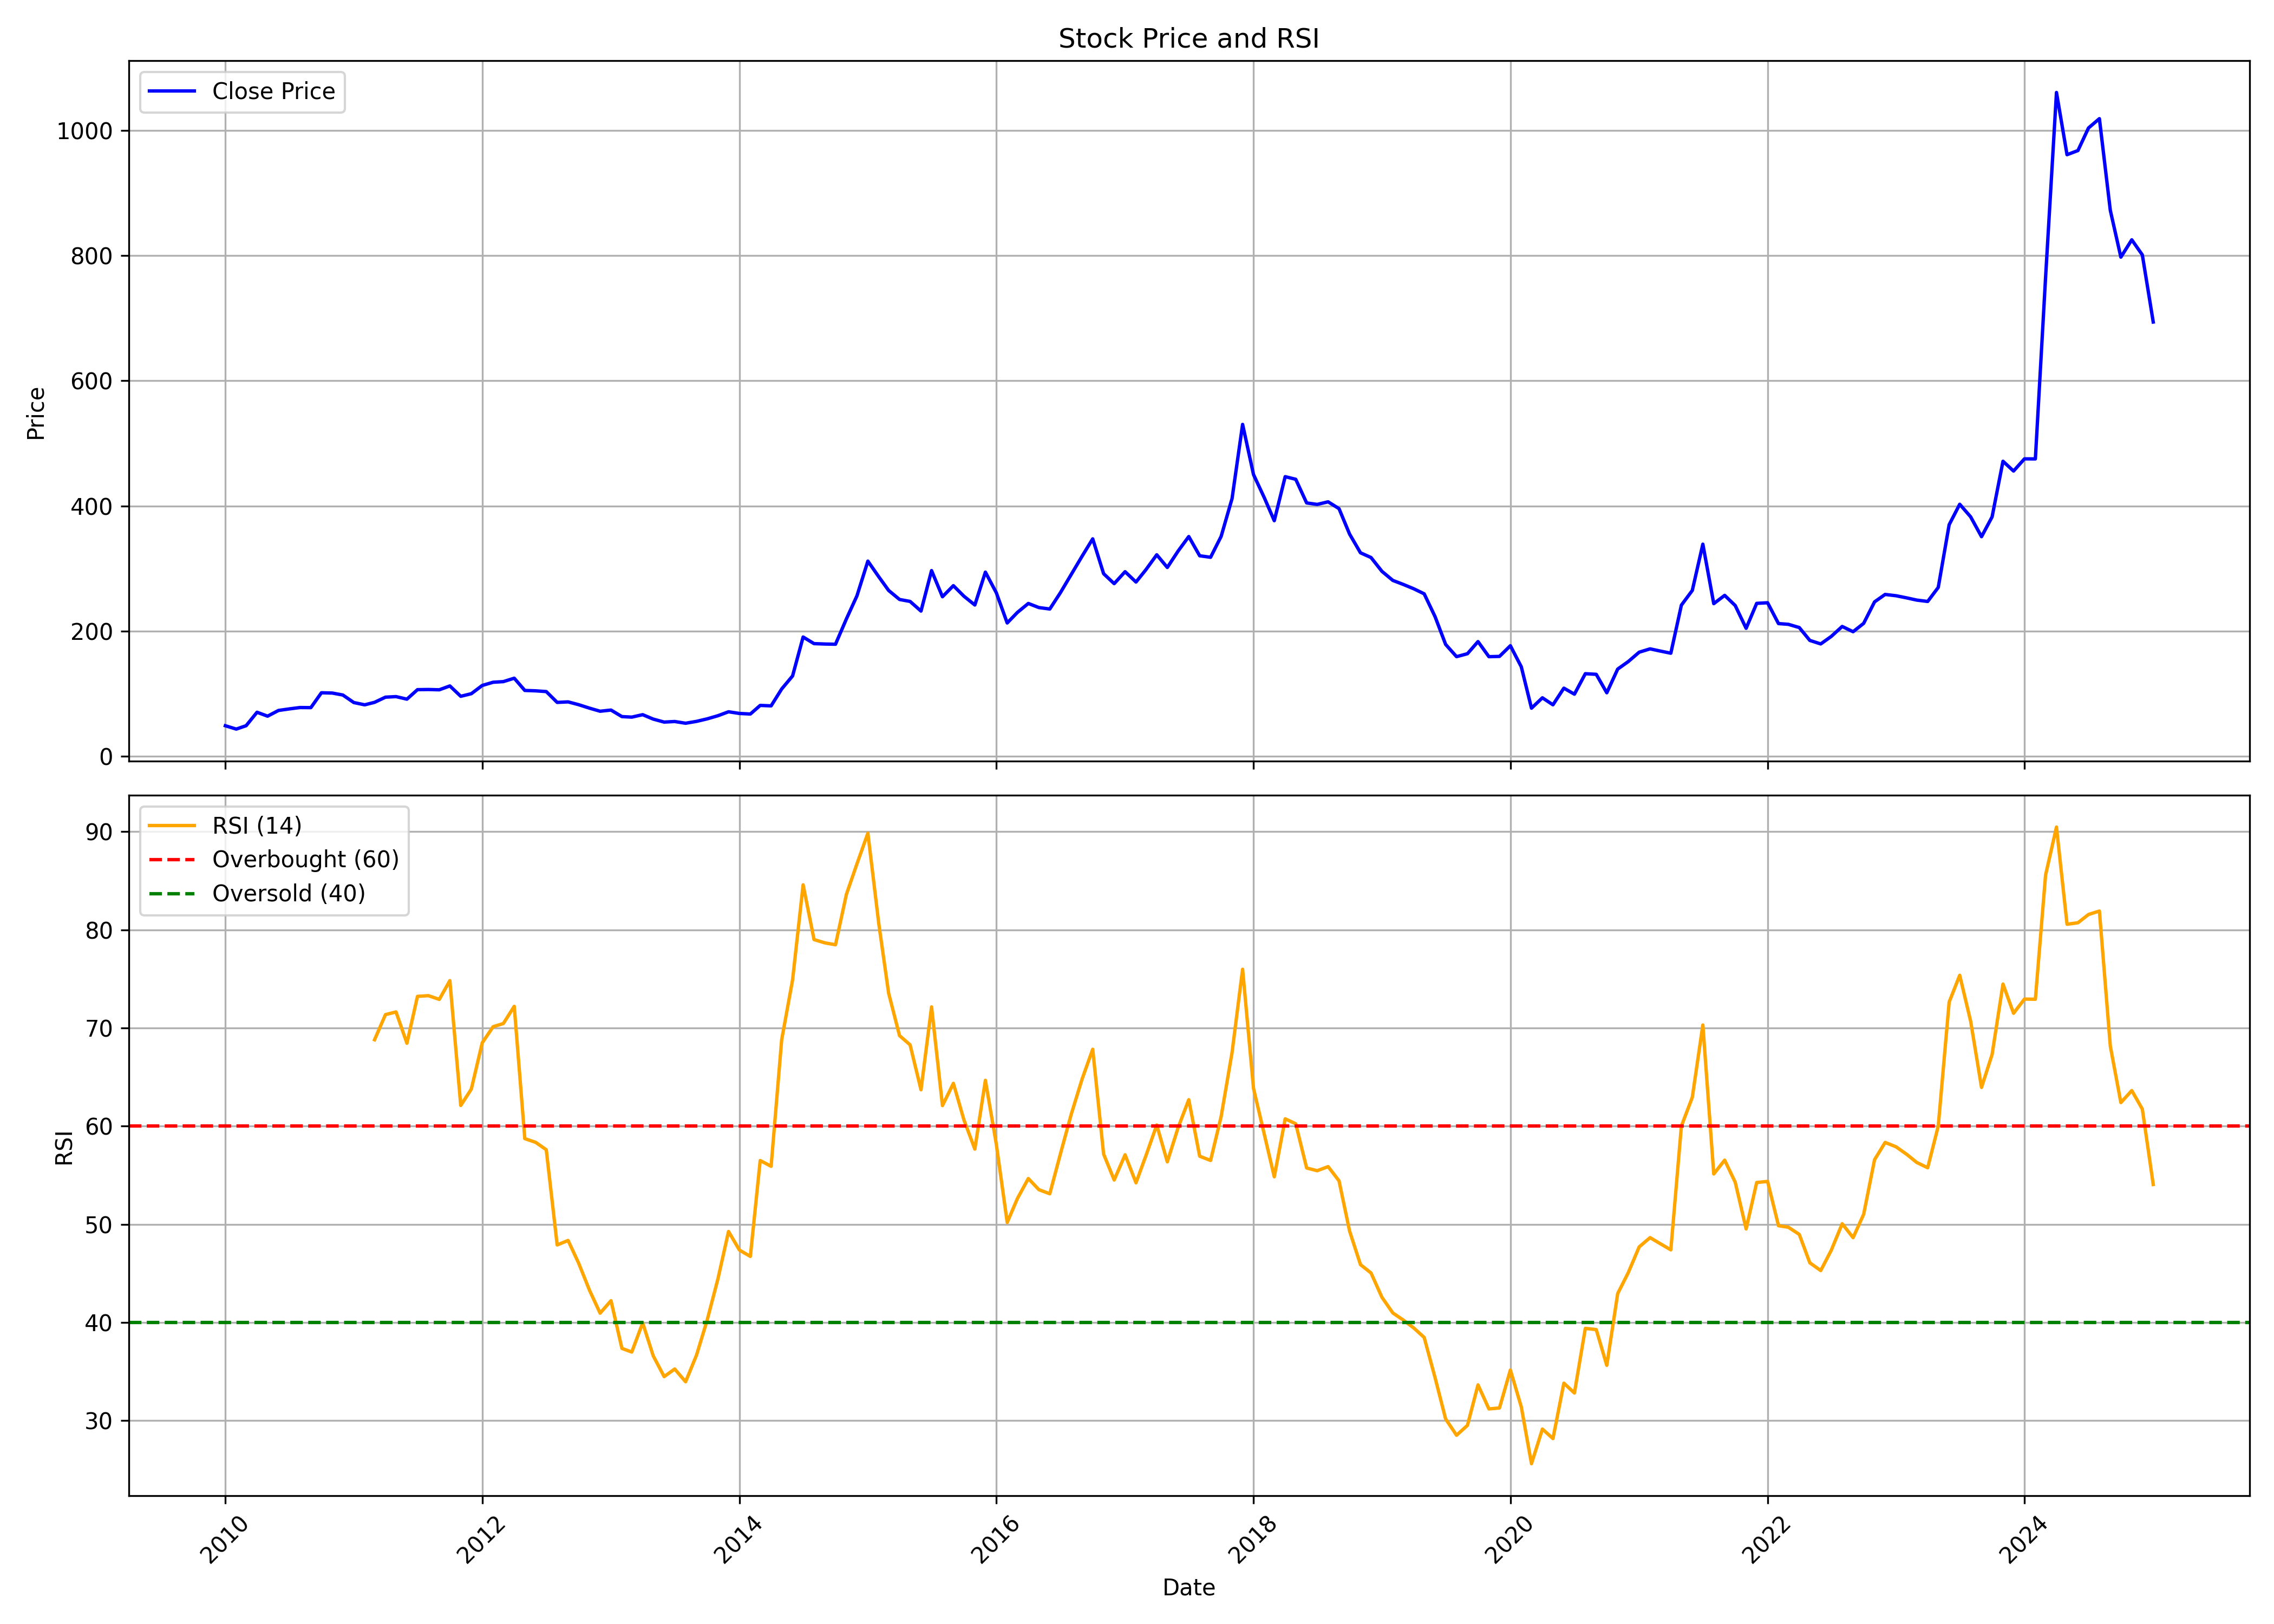 Stock Price and RSI
Close Price
1000
800
600
400
200
0
Price
RSI (14)
Overbought (60)
Oversold (40)
90
80
70
60
50
40
30
RSI
2010
2012
2014
2016
2018
2020
2022
2024
Date